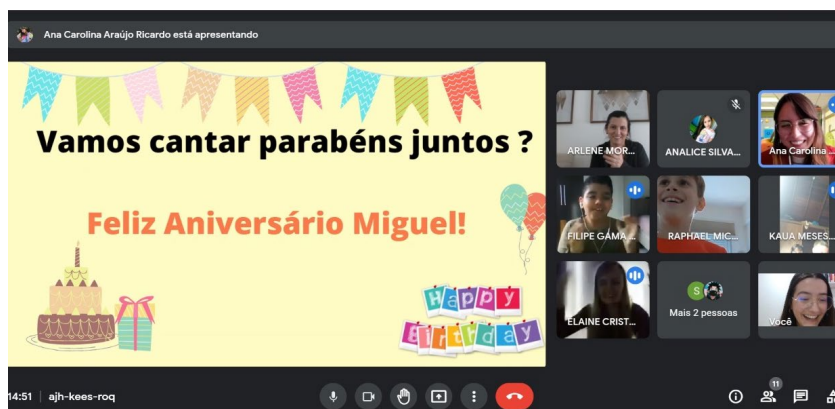 Ana Carolina Araújo Ricardo está apresentando
Vamos cantar parabéns juntos ?
Feliz Aniversário Miguel!
Happy
Birthday
ARLENE MOR...
ANALICE SILVA...
Ana Carolina ...
FILIPE GAMA ...
RAPHAEL MIC...
KAUA MESES...
ELAINE CRIST...
S
Mais 2 pessoas
Você
14:51 | ajh-kees-roq
11